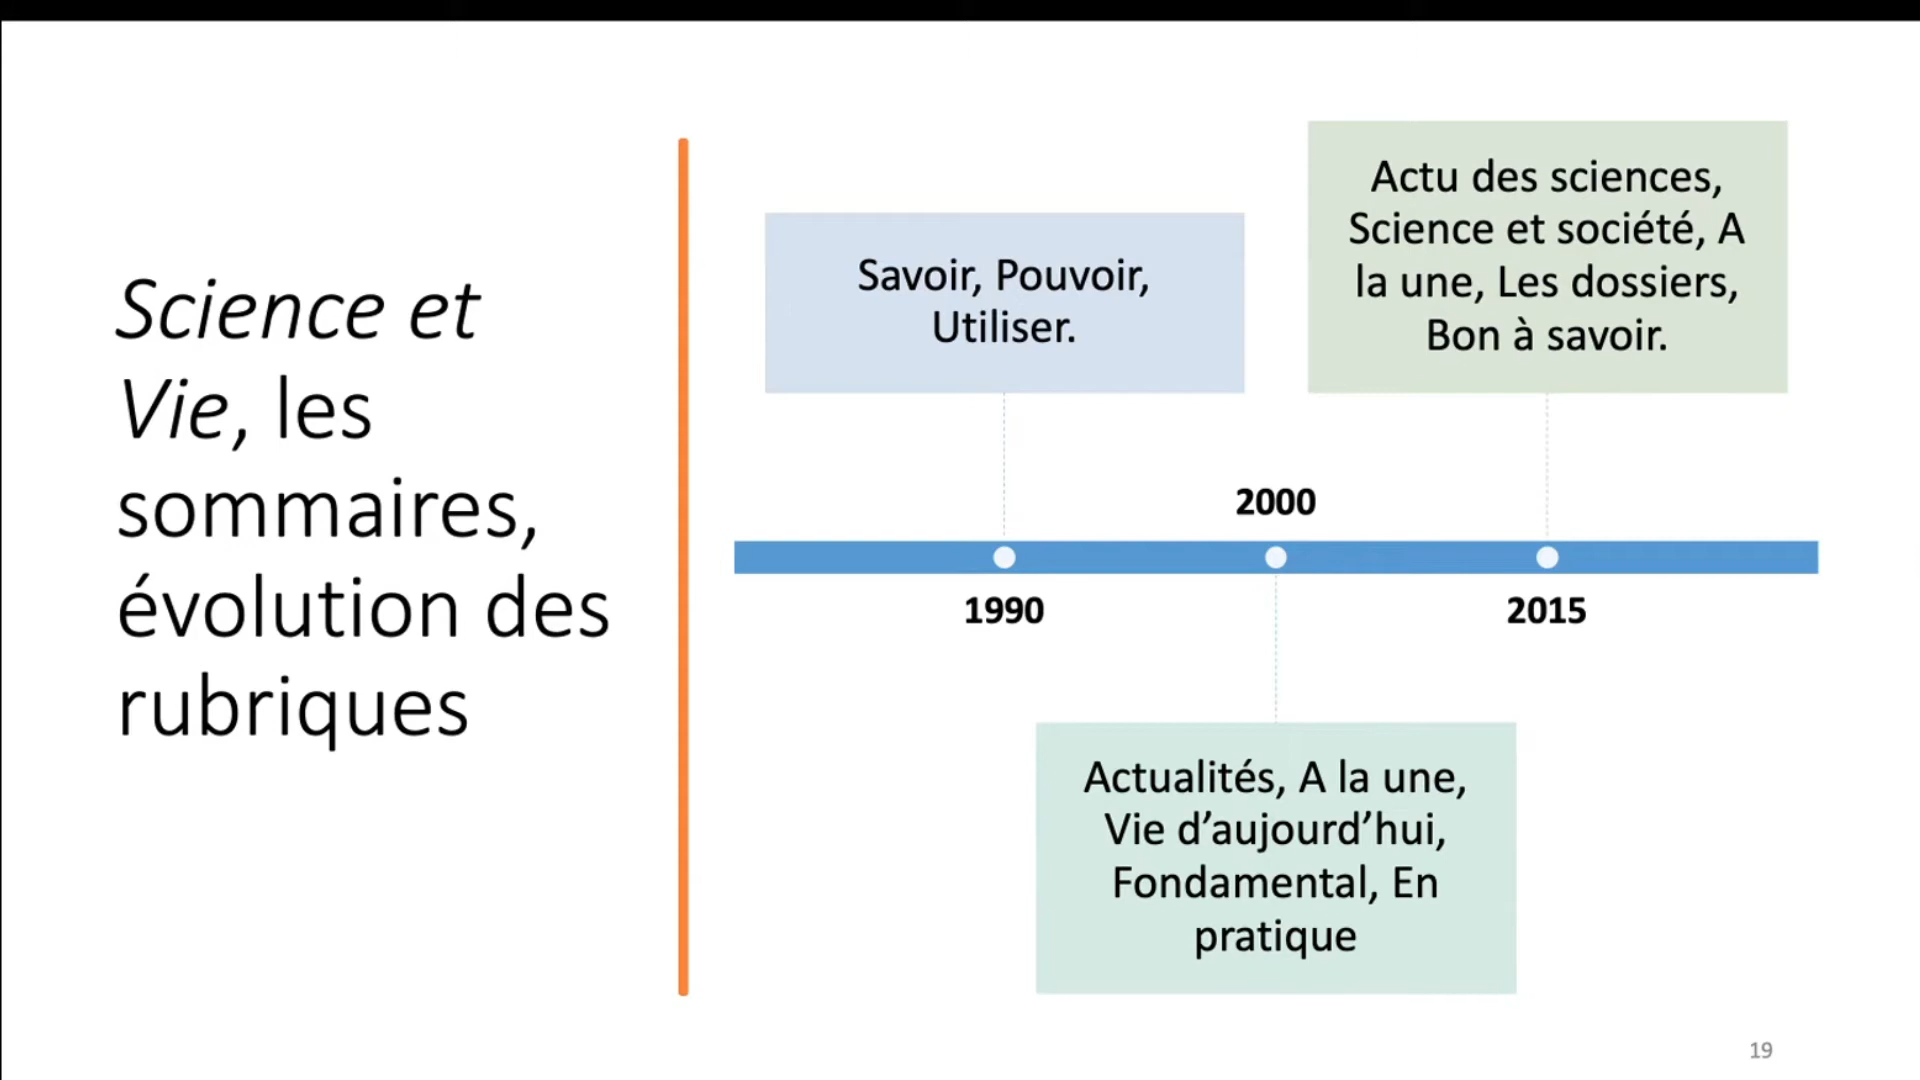 Science et
Vie, les
sommaires,
évolution des
rubriques
Savoir, Pouvoir,
Utiliser.
1990
2000
Actualités, A la une,
Vie d’aujourd’hui,
Fondamental, En
pratique
Actu des sciences,
Science et société, A
la une, Les dossiers,
Bon à savoir.
2015
19